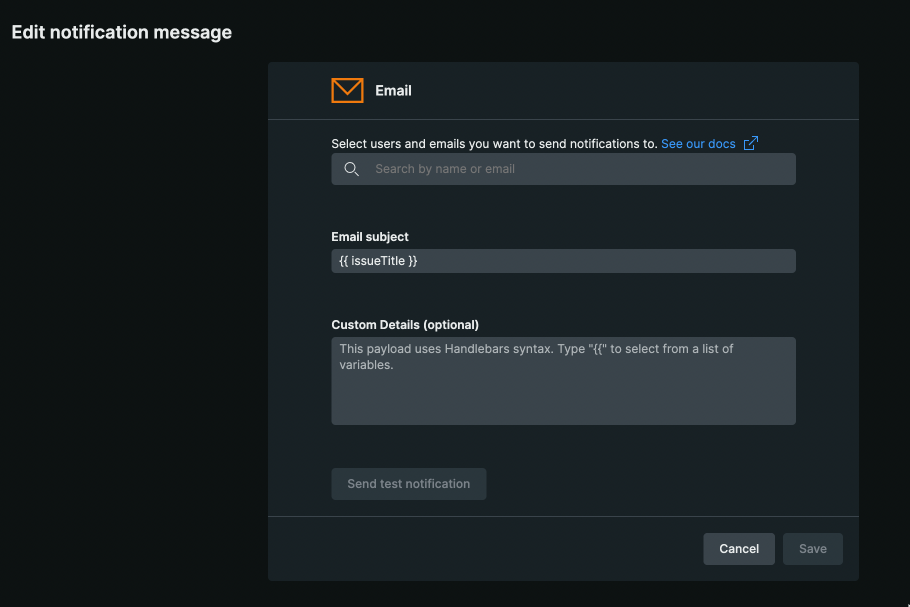 Edit notification message
Email
Select users and emails you want to send notifications to. See our docs
Search by name or email
Email subject
{{ issueTitle }}
Custom Details (optional)
This payload uses Handlebars syntax. Type "{{" to select from a list of
variables.
Send test notification
Cancel Save